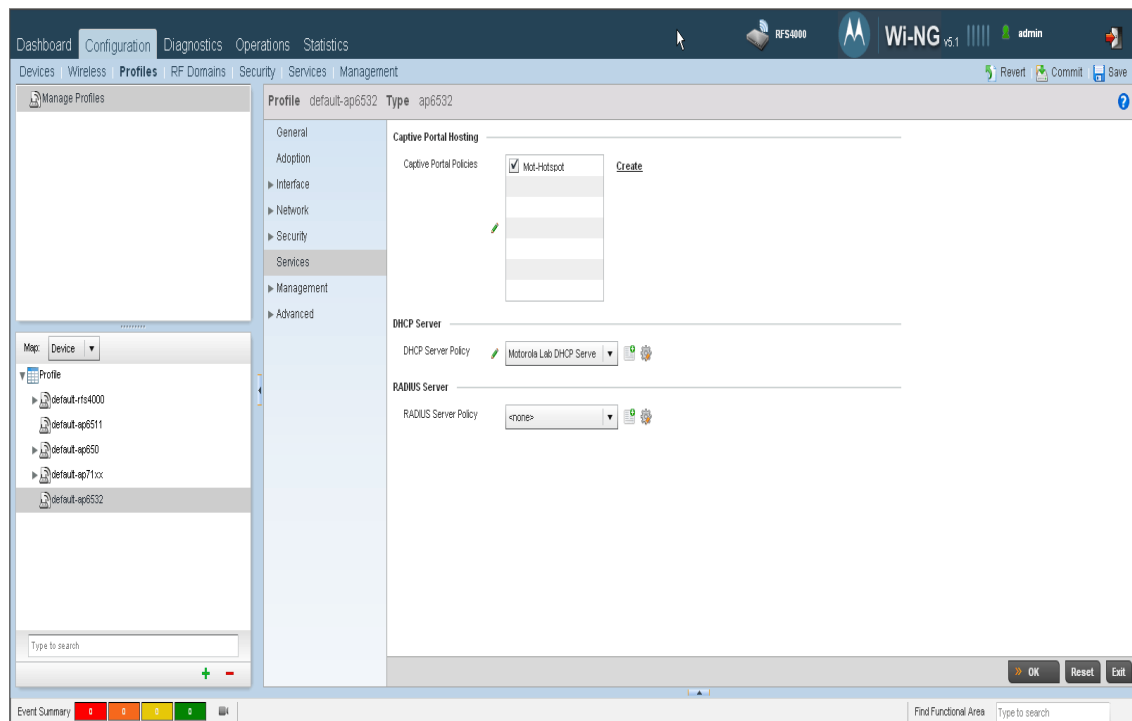 RFS4000
Wi-NG v5.1
admin
Dashboard Configuration Diagnostics Operations Statistics
Devices Wireless Profiles RF Domains Security Services Management
Revert Commit Save
Manage Profiles
Profile default-ap6532 Type ap6532
General
Adoption
Interface
Network
Security
Services
Management
Advanced
Captive Portal Hosting
Captive Portal Policies
Mot-Hotspot
Create
DHCP Server
DHCP Server Policy
Motorola Lab DHCP Serve
RADIUS Server
RADIUS Server Policy
<none>
Map: Device
Profile
default-rfs4000
default-ap6511
default-ap650
default-ap71xx
default-ap6532
Type to search
OK Reset Exit
Event Summary 0 0 0 0
Find Functional Area Type to search